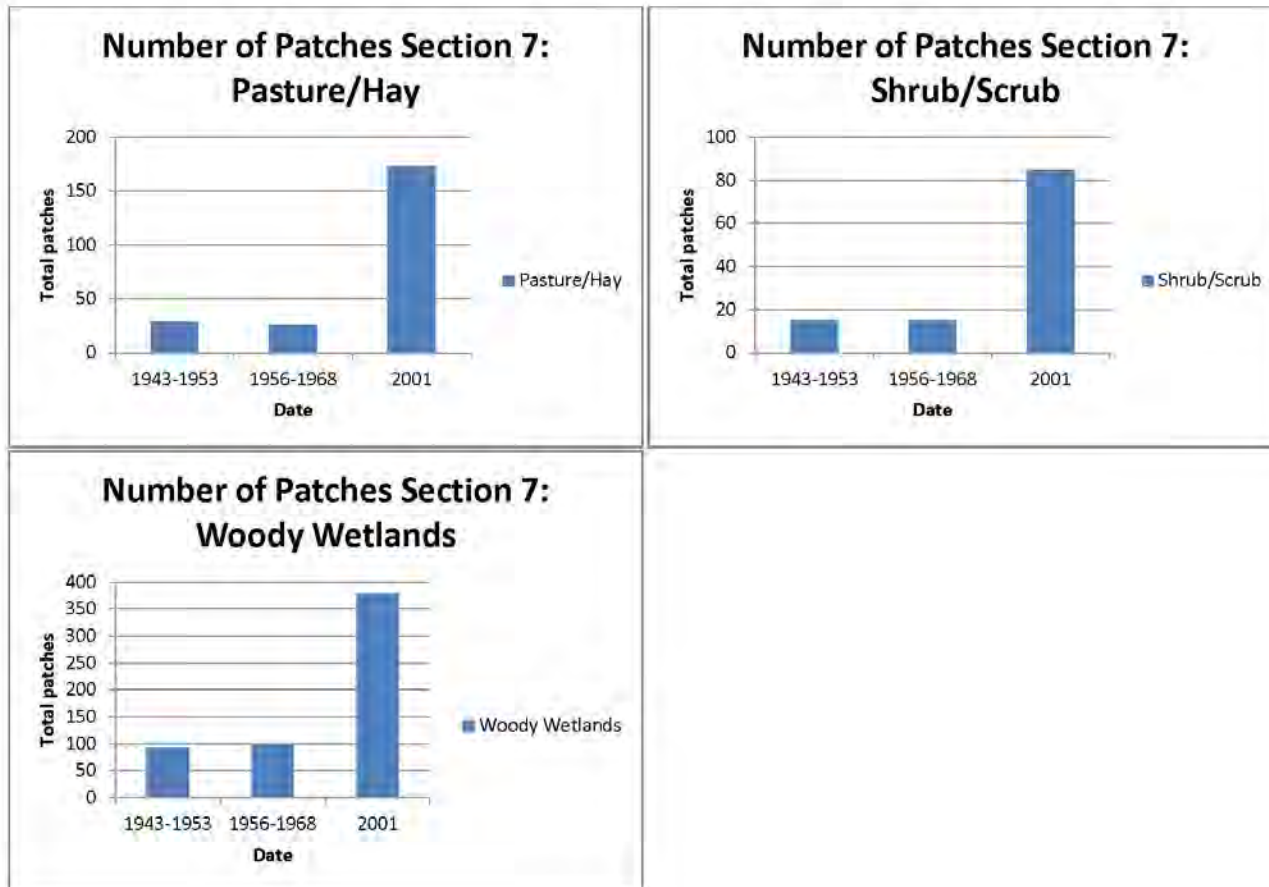 Number of Patches Section 7:
Pasture/Hay
200
150
100
50
0
Total patches
1943-1953 1956-1968 2001
Date
Pasture/Hay
Number of Patches Section 7:
Shrub/Scrub
100
80
60
40
20
0
Total patches
1943-1953 1956-1968 2001
Date
Shrub/Scrub
Number of Patches Section 7:
Woody Wetlands
400
350
300
250
200
150
100
50
0
Total patches
1943-1953 1956-1968 2001
Date
Woody Wetlands